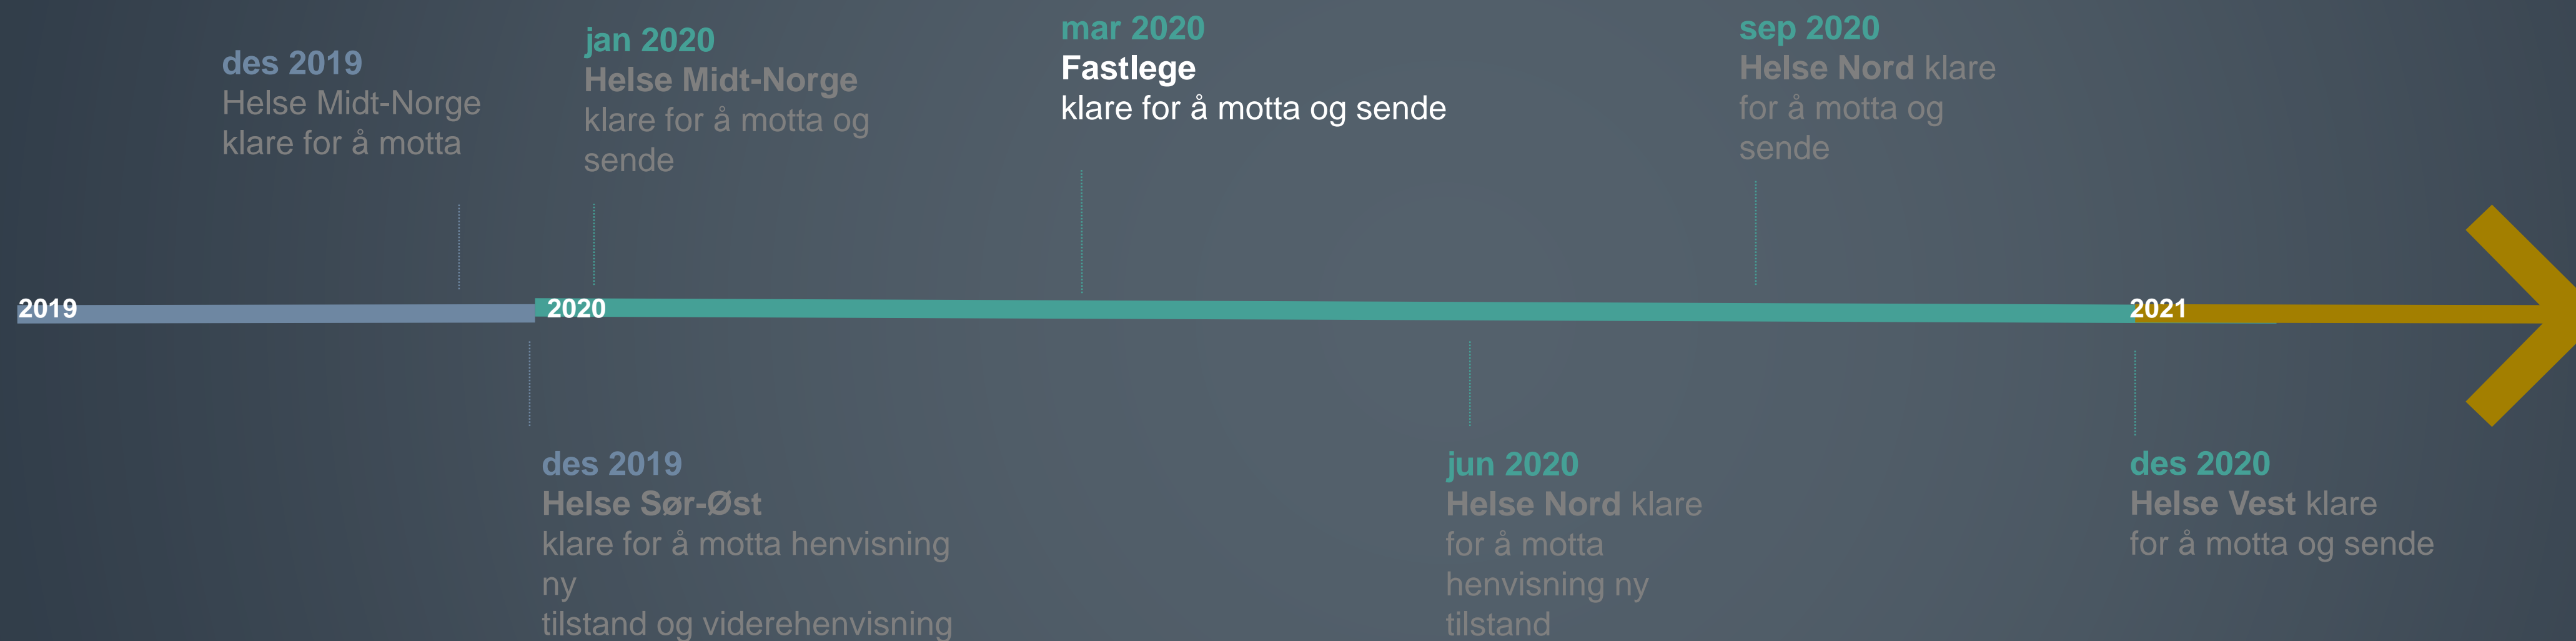 des 2019
Helse Midt-Norge
klare for å motta
jan 2020
Helse Midt-Norge
klare for å motta og
sende
mar 2020
Fastlege
klare for å motta og sende
sep 2020
Helse Nord klare
for å motta og
sende
2019
2020
2021
des 2019
Helse Sør-Øst
klare for å motta henvisning
ny
tilstand og viderehenvisning
jun 2020
Helse Nord klare
for å motta
henvisning ny
tilstand
des 2020
Helse Vest klare
for å motta og sende